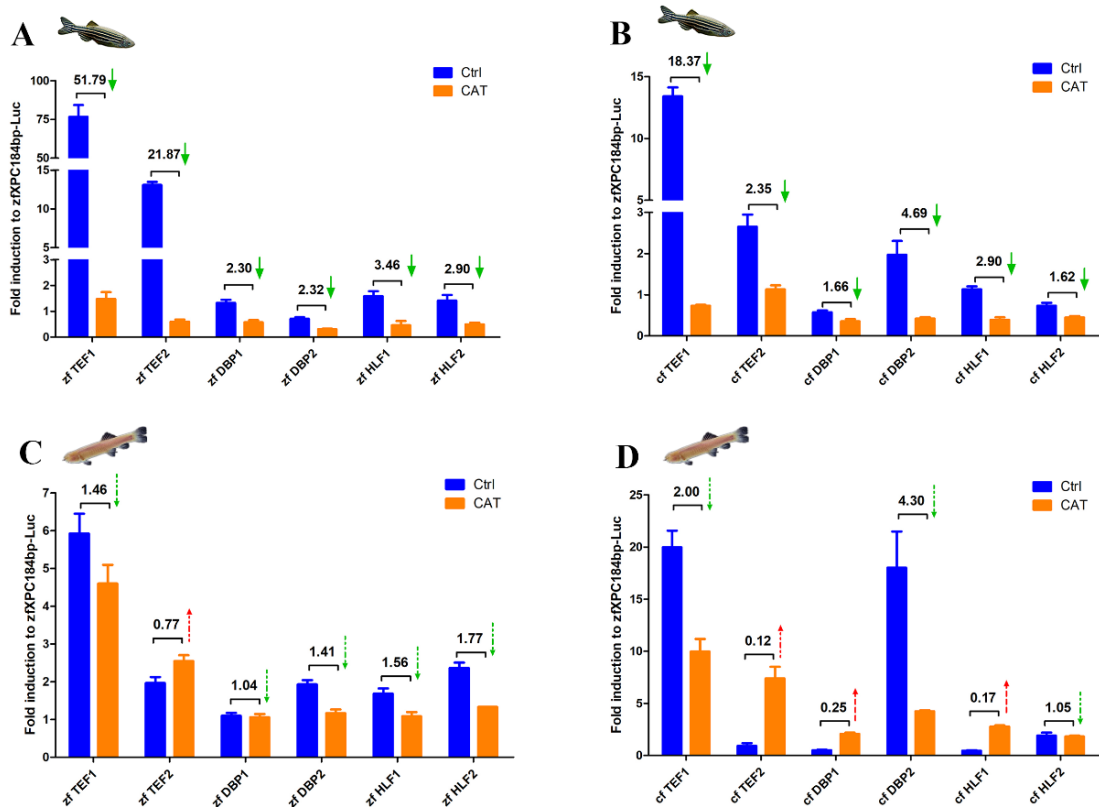 A
Fold induction to zfXPC184bp-Luc
100
75
50
15
10
5
3
2
1
0
51.79
21.87
2.30
2.32
3.46
2.90
Ctrl
CAT
zf TEF1
zf TEF2
zf DBP1
zf DBP2
zf HLF1
zf HLF2
B
Fold induction to zfXPC184bp-Luc
15
10
5
3
2
1
0
18.37
2.35
1.66
4.69
2.90
1.62
Ctrl
CAT
cf TEF1
cf TEF2
cf DBP1
cf DBP2
cf HLF1
cf HLF2
C
Fold induction to zfXPC184bp-Luc
7
6
5
4
3
2
1
0
1.46
0.77
1.04
1.41
1.56
1.77
Ctrl
CAT
zf TEF1
zf TEF2
zf DBP1
zf DBP2
zf HLF1
zf HLF2
D
Fold induction to zfXPC184bp-Luc
25
20
15
10
5
0
2.00
0.12
0.25
4.30
0.17
1.05
Ctrl
CAT
cf TEF1
cf TEF2
cf DBP1
cf DBP2
cf HLF1
cf HLF2